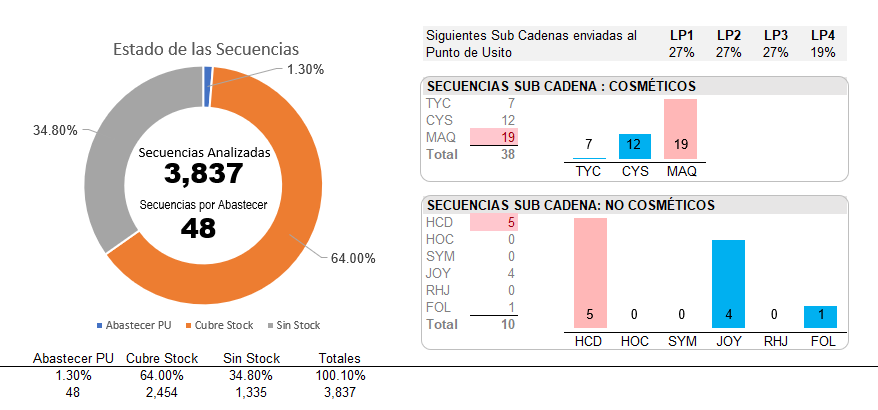 Estado de las Secuencias
1.30%
34.80%
Secuencias Analizadas
3,837
Secuencias por Abastecer
48
64.00%
Abastecer PU Cubre Stock Sin Stock
Abastecer PU Cubre Stock Sin Stock Totales
1.30% 64.00% 34.80% 100.10%
48 2,454 1,335 3,837
Siguientes Sub Cadenas enviadas al LP1 LP2 LP3 LP4
Punto de Usito 27% 27% 27% 19%
SECUENCIAS SUB CADENA : COSMÉTICOS
TYC 7
CYS 12
MAQ 19
Total 38
7 12 19
TYC CYS MAQ
SECUENCIAS SUB CADENA: NO COSMÉTICOS
HCD 5
HOC 0
SYM 0
JOY 4
RHJ 0
FOL 1
Total 10
5 0 0 4 0 1
HCD HOC SYM JOY RHJ FOL